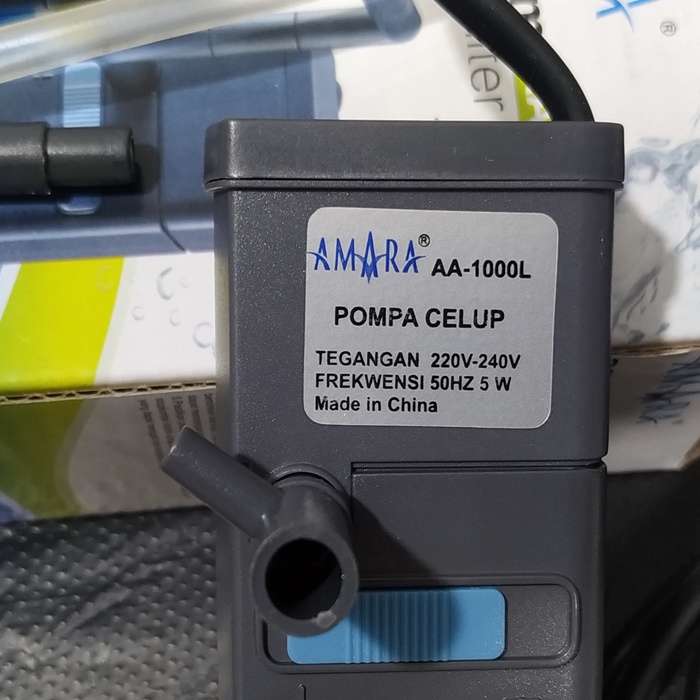 AMARA® AA-1000L
POMPA CELUP
TEGANGAN 220V-240V
FREKWENSI 50HZ 5 W
Made in China